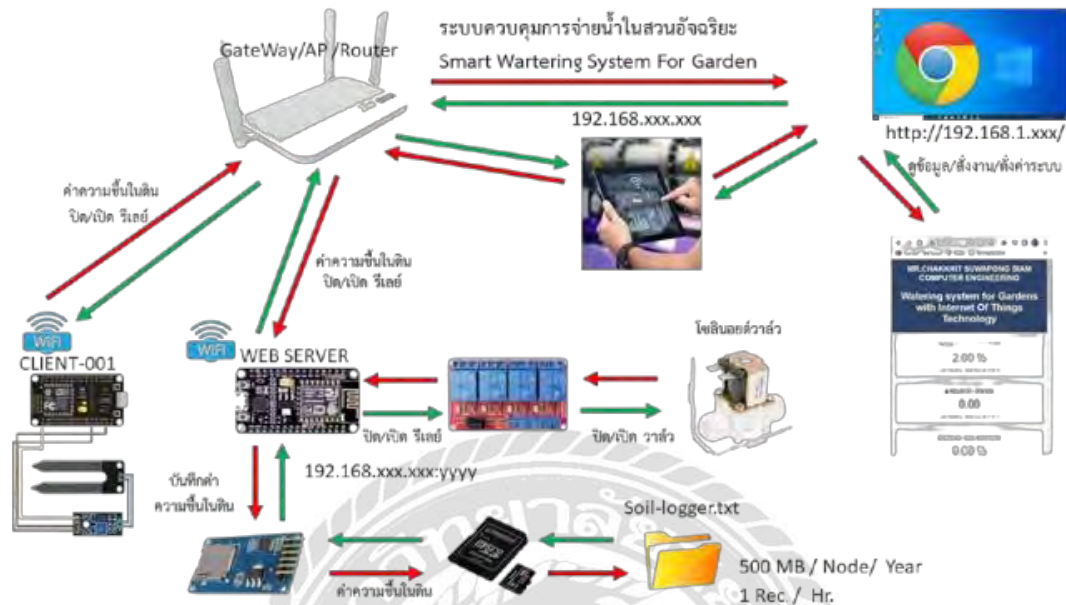 ระบบควบคุมการจ่ายน้ำในสวนอัจฉริยะ
GateWay/AP /Router
Smart Wartering System For Garden
192.168.xxx.xxx
http://192.168.1.xxx/
ดูข้อมูล/สั่งงาน/ตั่งค่าระบบ
ค่าความชื้นในดิน
ปิด/เปิด รีเลย์
ค่าความชื้นในดิน
ปิด/เปิด รีเลย์
MR.CHAKKRIT SUWAPONG SIAM
COMPUTER ENGINEERING
Watering system for Gardens
with Internet Of Things
Technology
2.00 %
0.00
0.00 %
WiFi
CLIENT-001
WiFi
WEB SERVER
โซลินอยด์วาล์ว
ปิด/เปิด รีเลย์
ปิด/เปิด วาล์ว
192.168.xxx.xxx:yyyy
บันทึกค่า
ความชื้นในดิน
Soil-logger.txt
ค่าความชื้นในดิน
500 MB / Node/ Year
1 Rec / Hr.